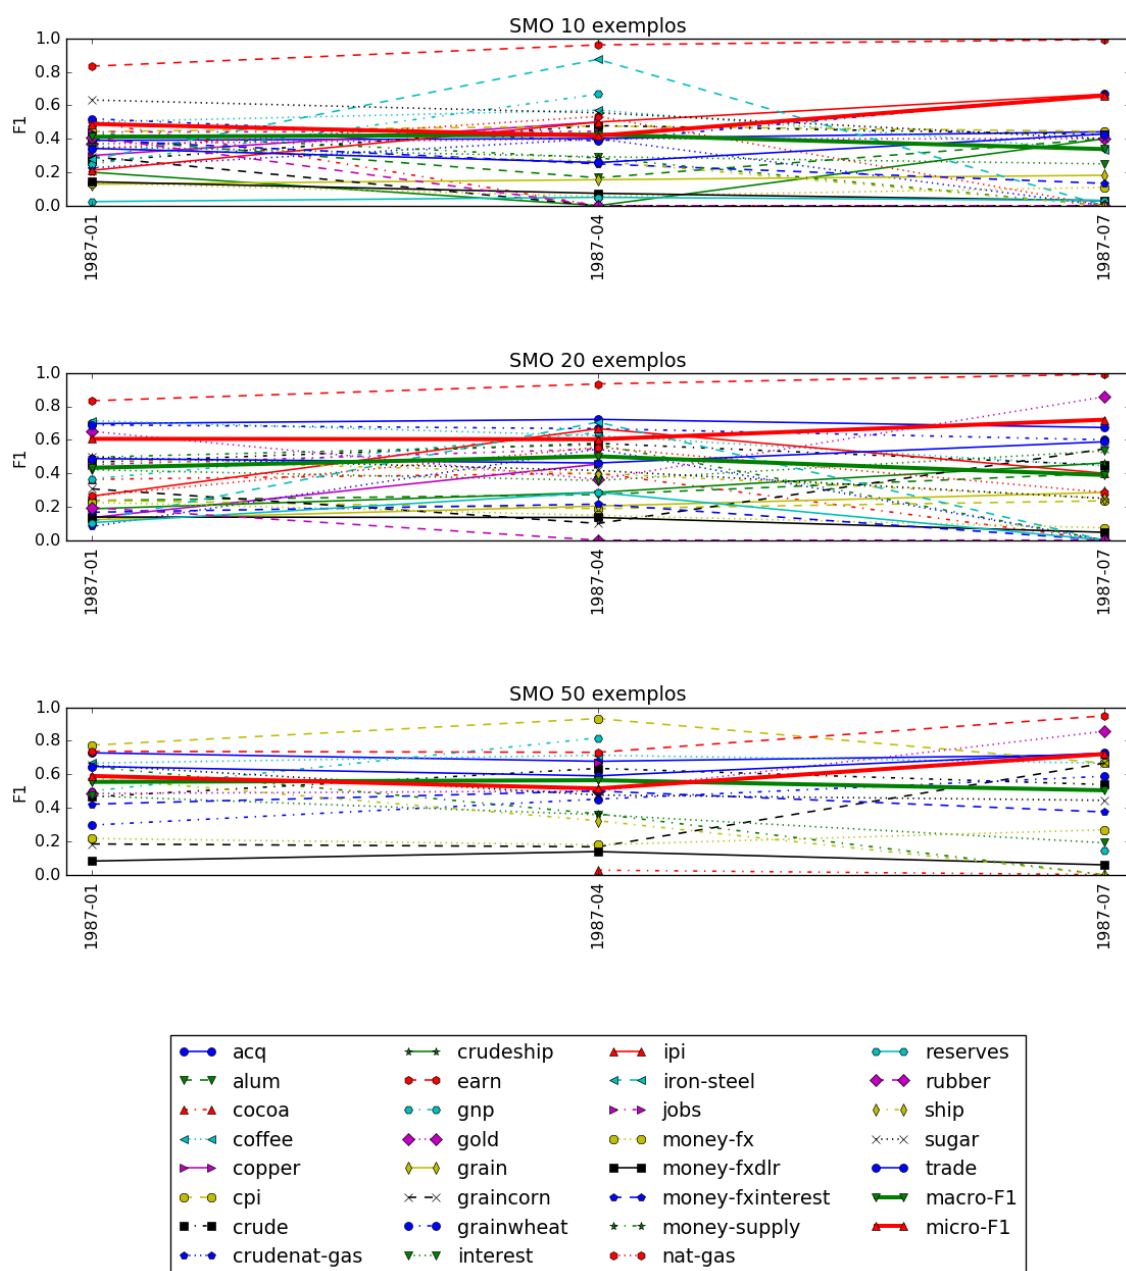 SMO 10 exemplos
1.0
0.8
0.6
0.4
0.2
0.0
F1
1987-01
1987-04
1987-07
SMO 20 exemplos
1.0
0.8
0.6
0.4
0.2
0.0
F1
1987-01
1987-04
1987-07
SMO 50 exemplos
1.0
0.8
0.6
0.4
0.2
0.0
F1
1987-01
1987-04
1987-07
acq
alum
cocoa
coffee
copper
cpi
crude
crudenat-gas
crudeship
earn
gnp
gold
grain
graincorn
grainwheat
interest
ipi
iron-steel
jobs
money-fx
money-fxdlr
money-fxinterest
money-supply
nat-gas
reserves
rubber
ship
sugar
trade
macro-F1
micro-F1